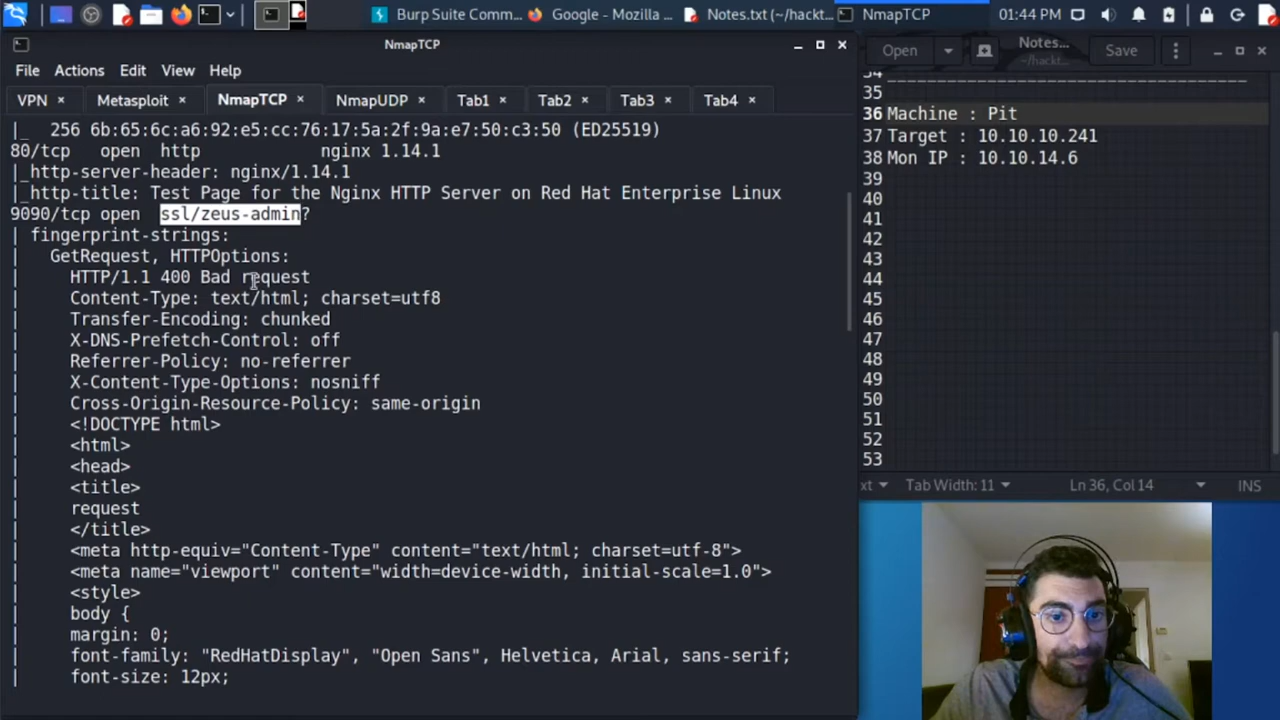 Burp Suite Comm...
Google - Mozilla ...
Notes.txt (~/hackt...
NmapTCP
01:44 PM
NmapTCP
File Actions Edit View Help
VPN × Metasploit × NmapTCP × NmapUDP × Tab1 × Tab2 × Tab3 × Tab4 ×
|_  256 6b:65:6c:a6:92:e5:cc:76:17:5a:2f:9a:e7:50:c3:50 (ED25519)
80/tcp   open  http            nginx 1.14.1
|_http-server-header: nginx/1.14.1
|_http-title: Test Page for the Nginx HTTP Server on Red Hat Enterprise Linux
9090/tcp open  ssl/zeus-admin?
| fingerprint-strings:
|   GetRequest, HTTPOptions:
|     HTTP/1.1 400 Bad request
|     Content-Type: text/html; charset=utf8
|     Transfer-Encoding: chunked
|     X-DNS-Prefetch-Control: off
|     Referrer-Policy: no-referrer
|     X-Content-Type-Options: nosniff
|     Cross-Origin-Resource-Policy: same-origin
|     <!DOCTYPE html>
|     <html>
|     <head>
|     <title>
|     request
|     </title>
|     <meta http-equiv="Content-Type" content="text/html; charset=utf-8">
|     <meta name="viewport" content="width=device-width, initial-scale=1.0">
|     <style>
|     body {
|     margin: 0;
|     font-family: "RedHatDisplay", "Open Sans", Helvetica, Arial, sans-serif;
|     font-size: 12px;
Open Notes... Save
~/hackt...
34 ------------------------------------
35
36 Machine : Pit
37 Target : 10.10.10.241
38 Mon IP : 10.10.14.6
39
40
41
42
43
44
45
46
47
48
49
50
51
52
53
xt Tab Width: 11 Ln 36, Col 14 INS